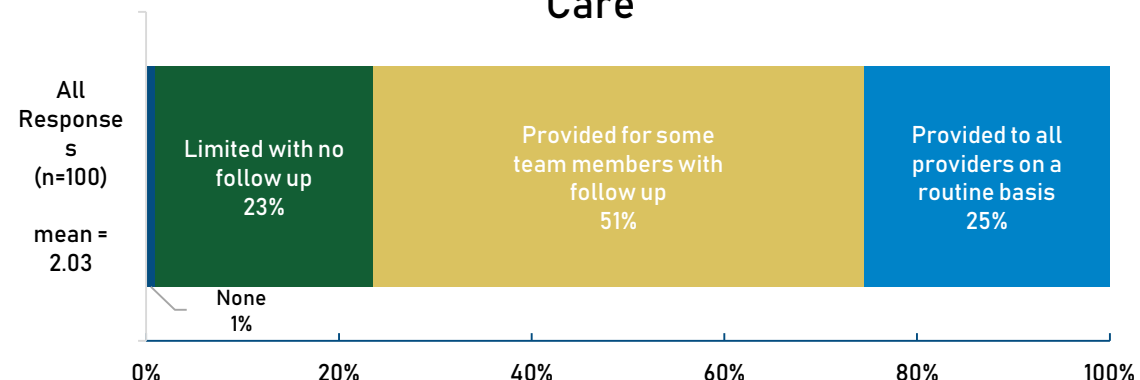 Care
All
Response
s
(n=100)
mean =
2.03
Limited with no
follow up
23%
Provided for some
team members with
follow up
51%
Provided to all
providers on a
routine basis
25%
None
1%
0%
20%
40%
60%
80%
100%